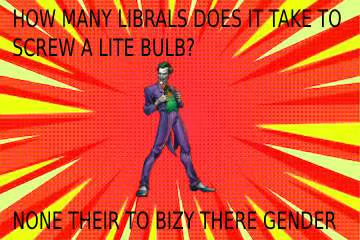 HOW MANY LIBRALS DOES IT TAKE TO
SCREW A LITE BULB?
NONE THEIR TO BIZY THERE GENDER